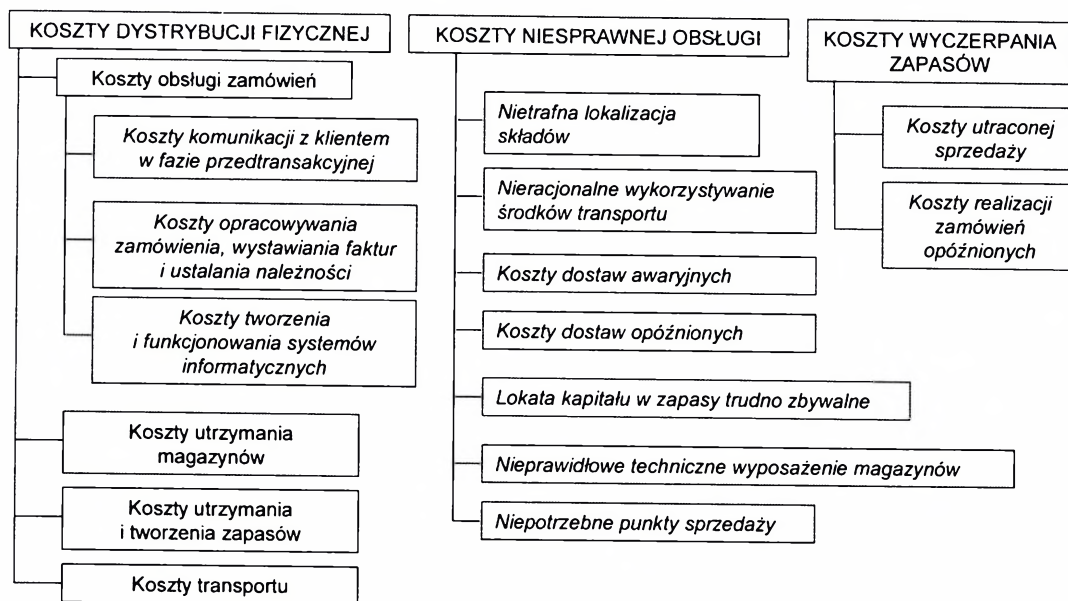 KOSZTY DYSTRYBUCJI FIZYCZNEJ
Koszty obsługi zamówień
Koszty komunikacji z klientem
w fazie przedtransakcyjnej
Koszty opracowywania
zamówienia, wystawiania faktur
i ustalania należności
Koszty tworzenia
i funkcjonowania systemów
informatycznych
Koszty utrzymania
magazynów
Koszty utrzymania
i tworzenia zapasów
Koszty transportu
KOSZTY NIESPRAWNEJ OBSŁUGI
Nietrafna lokalizacja
składów
Nieracjonalne wykorzystywanie
środków transportu
Koszty dostaw awaryjnych
Koszty dostaw opóźnionych
Lokata kapitału w zapasy trudno zbywalne
Nieprawidłowe techniczne wyposażenie magazynów
Niepotrzebne punkty sprzedaży
KOSZTY WYCZERPANIA
ZAPASÓW
Koszty utraconej
sprzedaży
Koszty realizacji
zamówień
opóźnionych